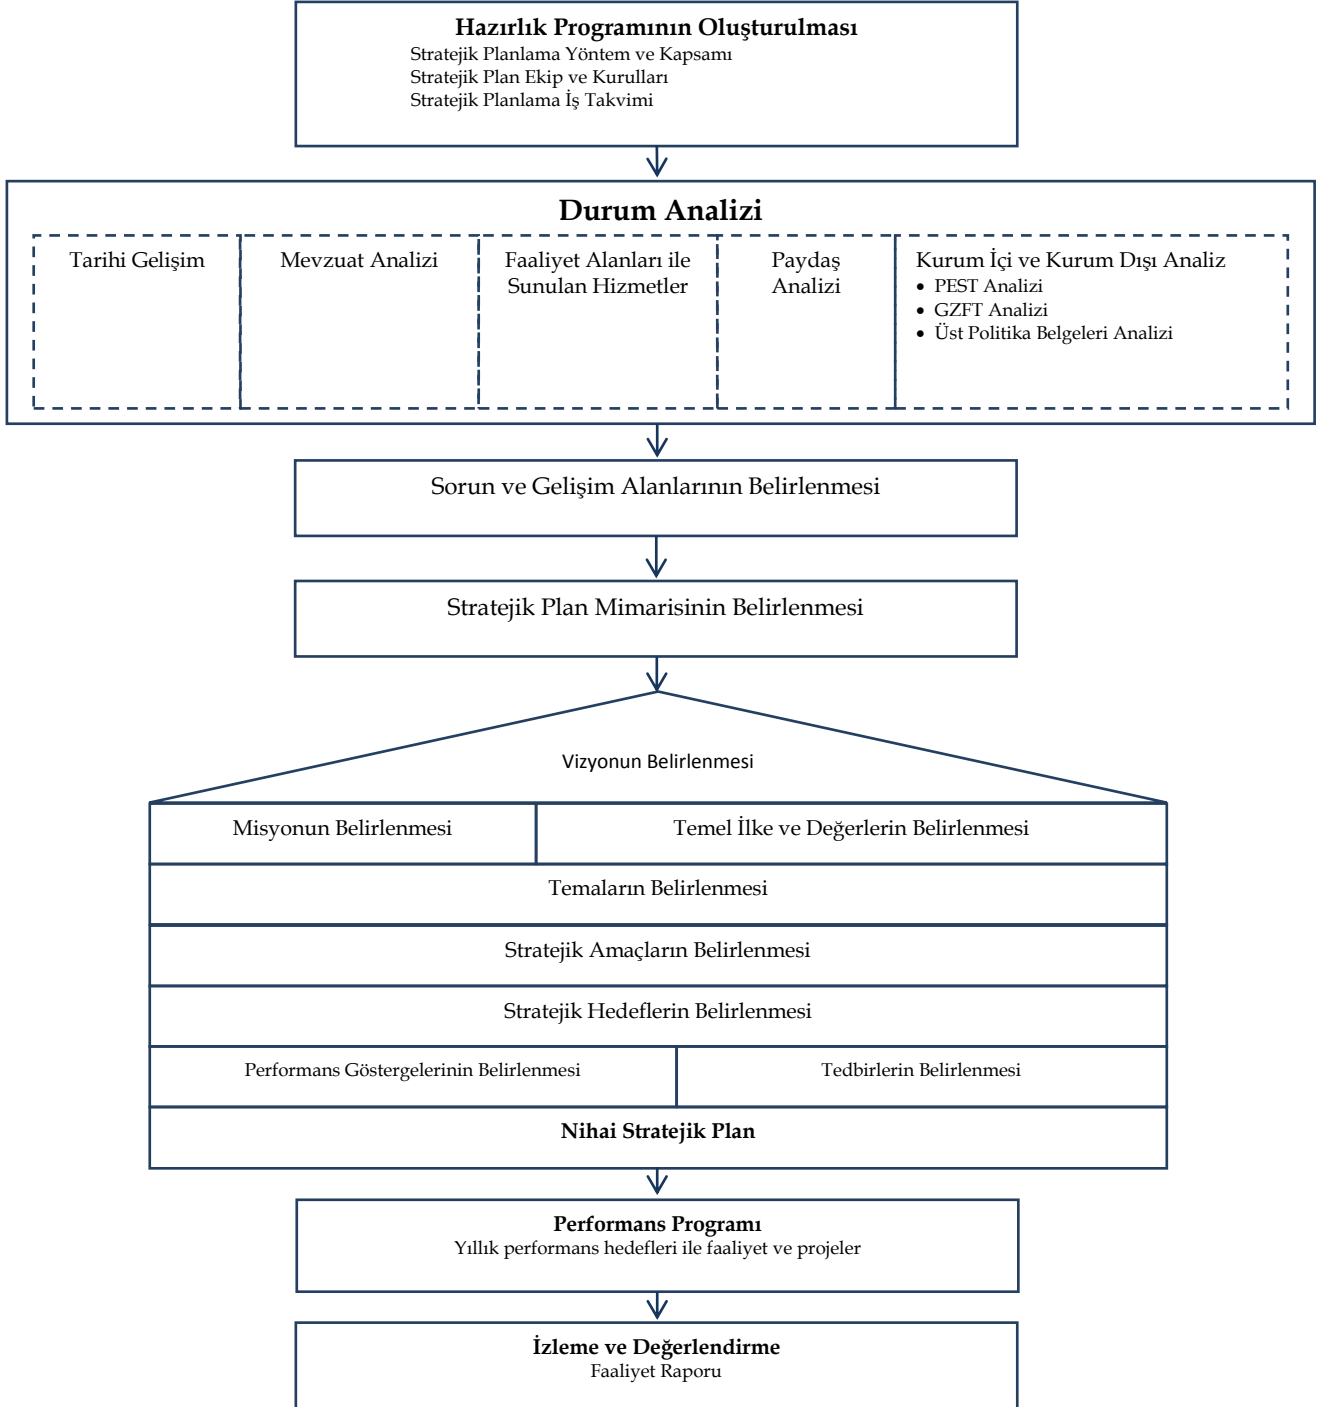 Hazırlık Programının Oluşturulması
Stratejik Planlama Yöntem ve Kapsamı
Stratejik Plan Ekip ve Kurulları
Stratejik Planlama İş Takvimi
Durum Analizi
Tarihi Gelişim
Mevzuat Analizi
Faaliyet Alanları ile
Sunulan Hizmetler
Paydaş
Analizi
Kurum İçi ve Kurum Dışı Analiz
• PEST Analizi
• GZFT Analizi
• Üst Politika Belgeleri Analizi
Sorun ve Gelişim Alanlarının Belirlenmesi
Stratejik Plan Mimarisinin Belirlenmesi
Vizyonun Belirlenmesi
Misyonun Belirlenmesi
Temel İlke ve Değerlerin Belirlenmesi
Temaların Belirlenmesi
Stratejik Amaçların Belirlenmesi
Stratejik Hedeflerin Belirlenmesi
Performans Göstergelerinin Belirlenmesi
Tedbirlerin Belirlenmesi
Nihai Stratejik Plan
Performans Programı
Yıllık performans hedefleri ile faaliyet ve projeler
İzleme ve Değerlendirme
Faaliyet Raporu